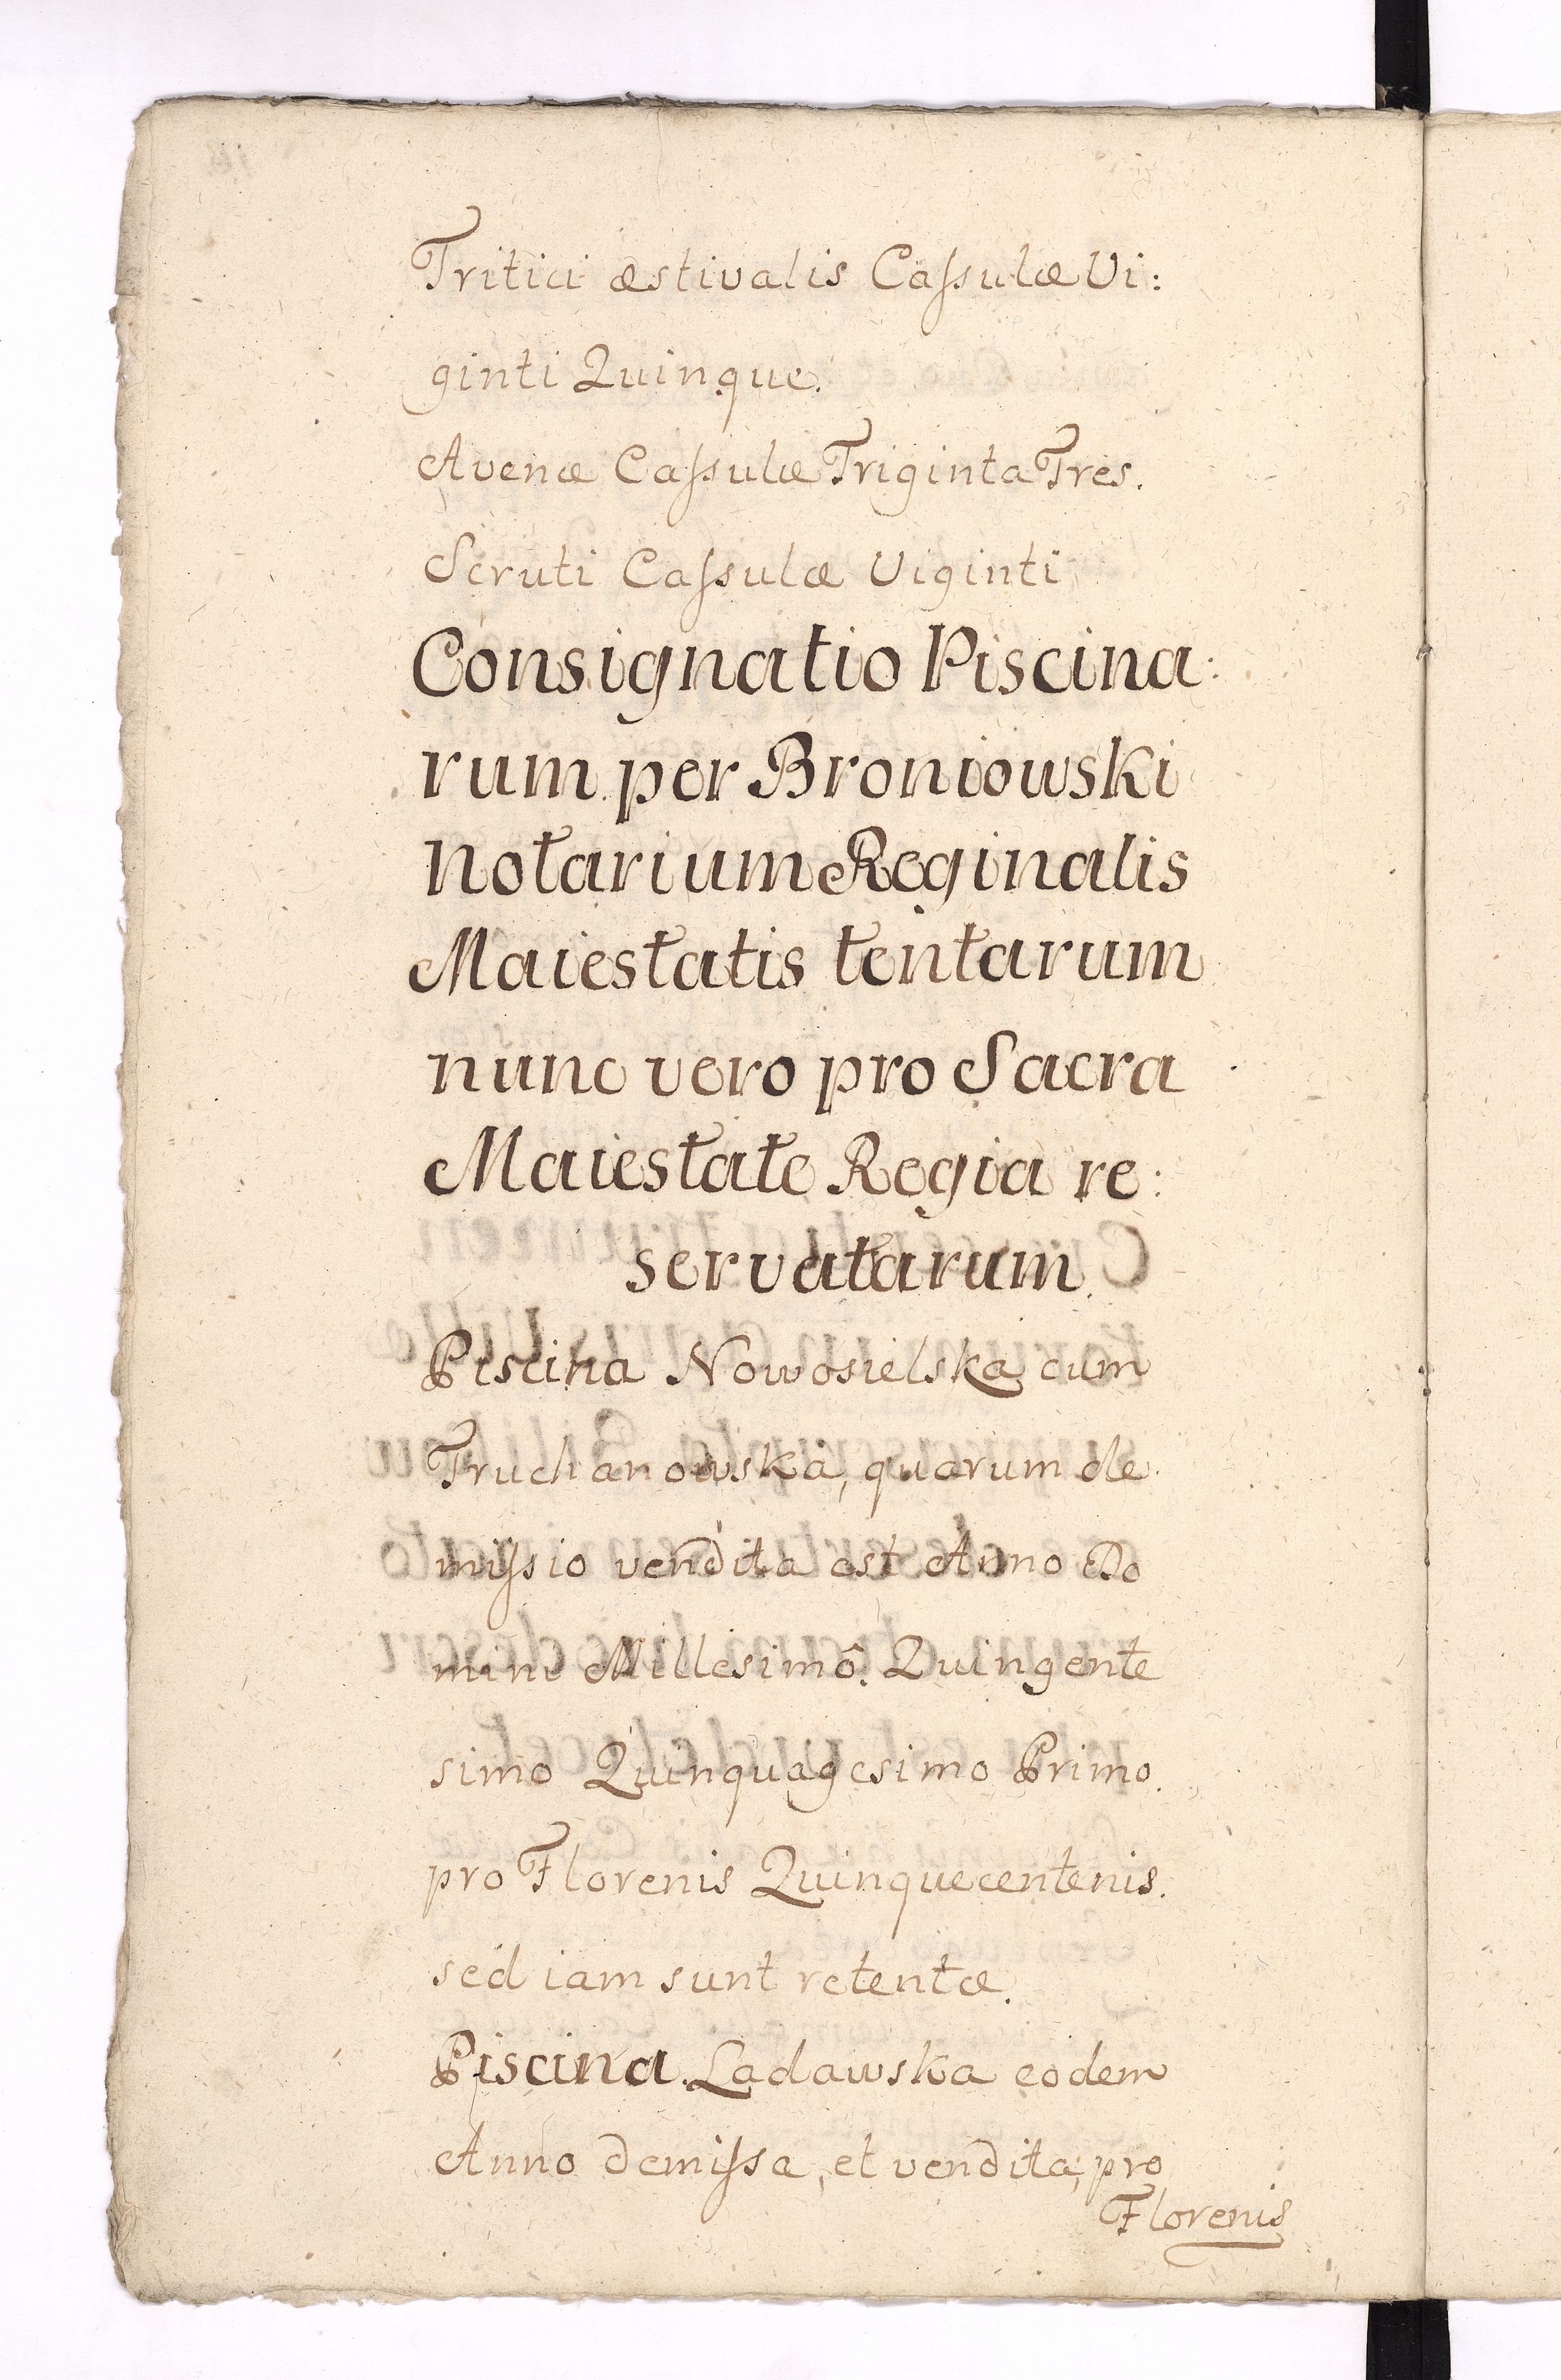 Tritici æstivalis Caſsulæ Vi:
ginti Quinque.
Avenæ Caſsulæ Triginta Tres.
Scruti Caſsulæ Viginti
Consignatio Piscina:
rum per Broniowski
Notarium Reginalis
Maiestatis tentarum
nunc vero pro Sacra
Maiestate Regia re:
servatarum.
Piscina Nowosielska cum
Truchanowska, quarum de
miſsio vendita est Anno Do
mini Millesimô Quingente
simo Quinquagesimo Primo.
pro Florenis Quinquecentenis.
sed iam sunt retentæ.
Piscina Ladawska eodem
Anno demiſsa, et vendita, pro
Florenis